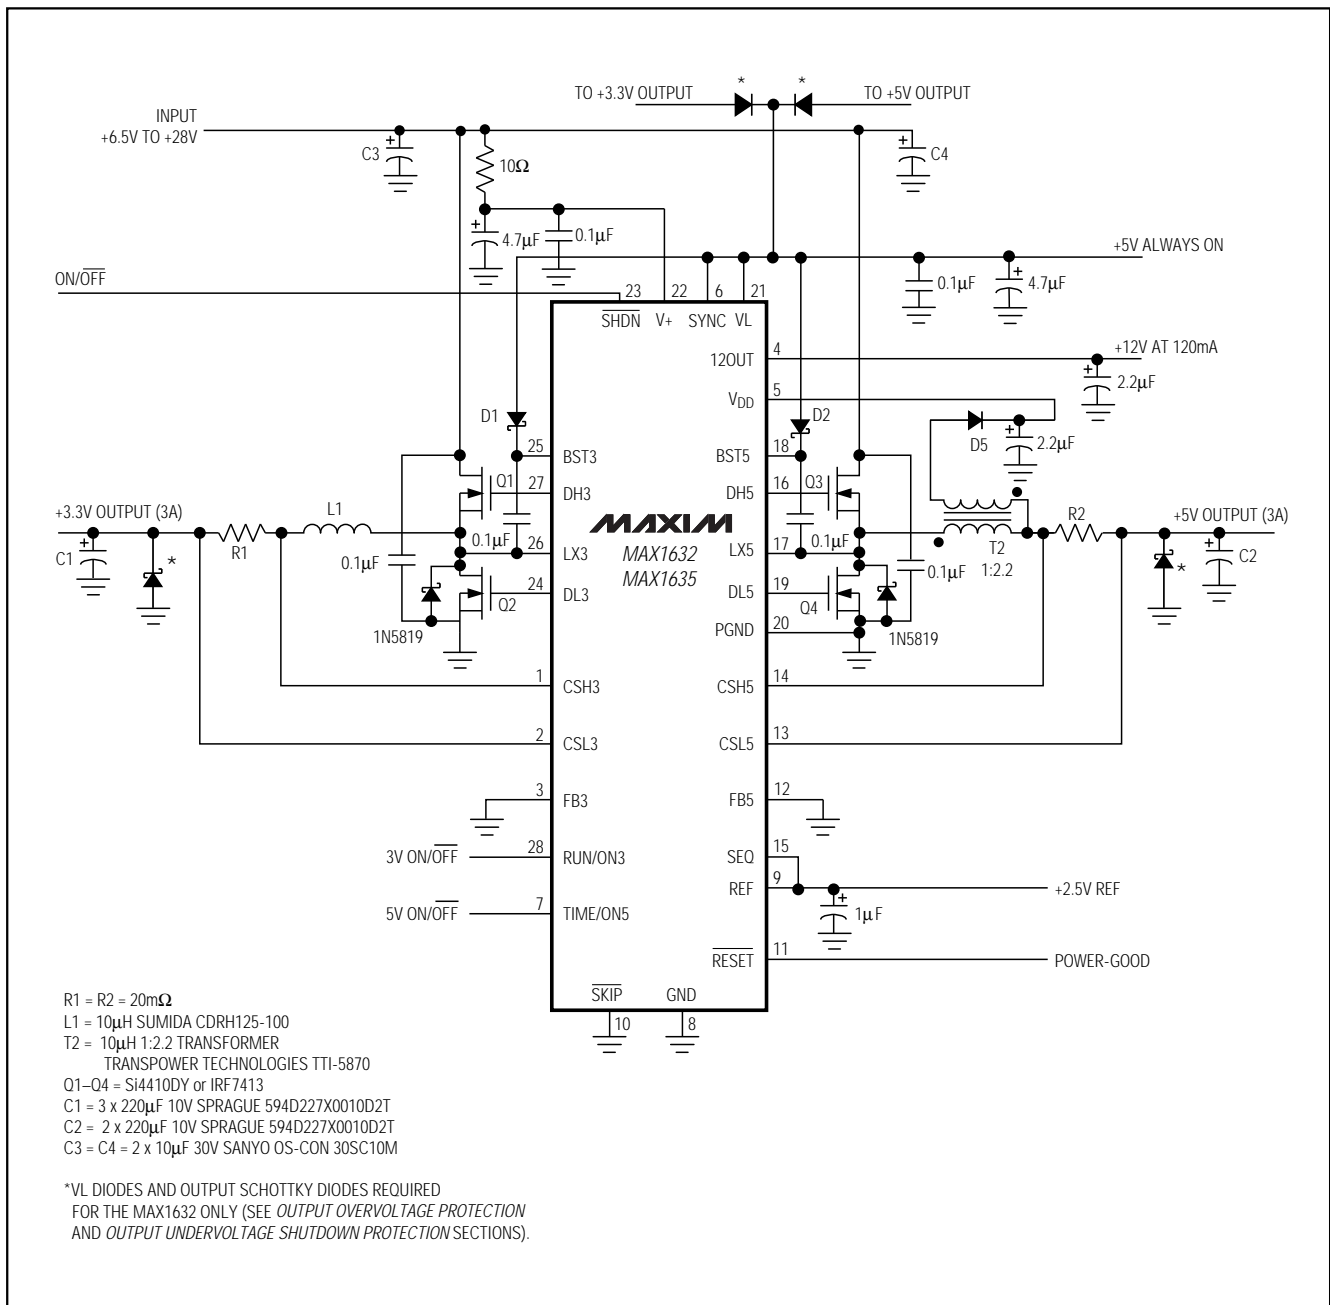 *
*
TO +3.3V OUTPUT
TO +5V OUTPUT
INPUT
+6.5V TO +28V
C3
+
10Ω
+
C4
+
4.7µF
0.1µF
+5V ALWAYS ON
ON/OFF
0.1µF
+
4.7µF
23
22
6
21
SHDN
V+
SYNC
VL
12OUT
4
+12V AT 120mA
+
2.2µF
VDD
5
D1
D2
D5
+
2.2µF
25
BST3
BST5
18
Q1
27
DH3
DH5
16
Q3
+3.3V OUTPUT (3A)
L1
R1
+
C1
*
0.1µF
0.1µF
26
LX3
MAXIM
MAX1632
MAX1635
LX5
17
0.1µF
0.1µF
T2
1:2.2
R2
+5V OUTPUT (3A)
*
+
C2
24
DL3
DL5
19
Q2
Q4
1N5819
PGND
20
1N5819
1
CSH3
CSH5
14
2
CSL3
CSL5
13
3
FB3
FB5
12
3V ON/OFF
28
RUN/ON3
SEQ
15
REF
9
+2.5V REF
+
1µF
5V ON/OFF
7
TIME/ON5
RESET
11
POWER-GOOD
SKIP
GND
10
8
R1 = R2 = 20mΩ
L1 = 10µH SUMIDA CDRH125-100
T2 = 10µH 1:2.2 TRANSFORMER
TRANSPOWER TECHNOLOGIES TTI-5870
Q1–Q4 = Si4410DY or IRF7413
C1 = 3 x 220µF 10V SPRAGUE 594D227X0010D2T
C2 = 2 x 220µF 10V SPRAGUE 594D227X0010D2T
C3 = C4 = 2 x 10µF 30V SANYO OS-CON 30SC10M
*VL DIODES AND OUTPUT SCHOTTKY DIODES REQUIRED
FOR THE MAX1632 ONLY (SEE OUTPUT OVERVOLTAGE PROTECTION
AND OUTPUT UNDERVOLTAGE SHUTDOWN PROTECTION SECTIONS).